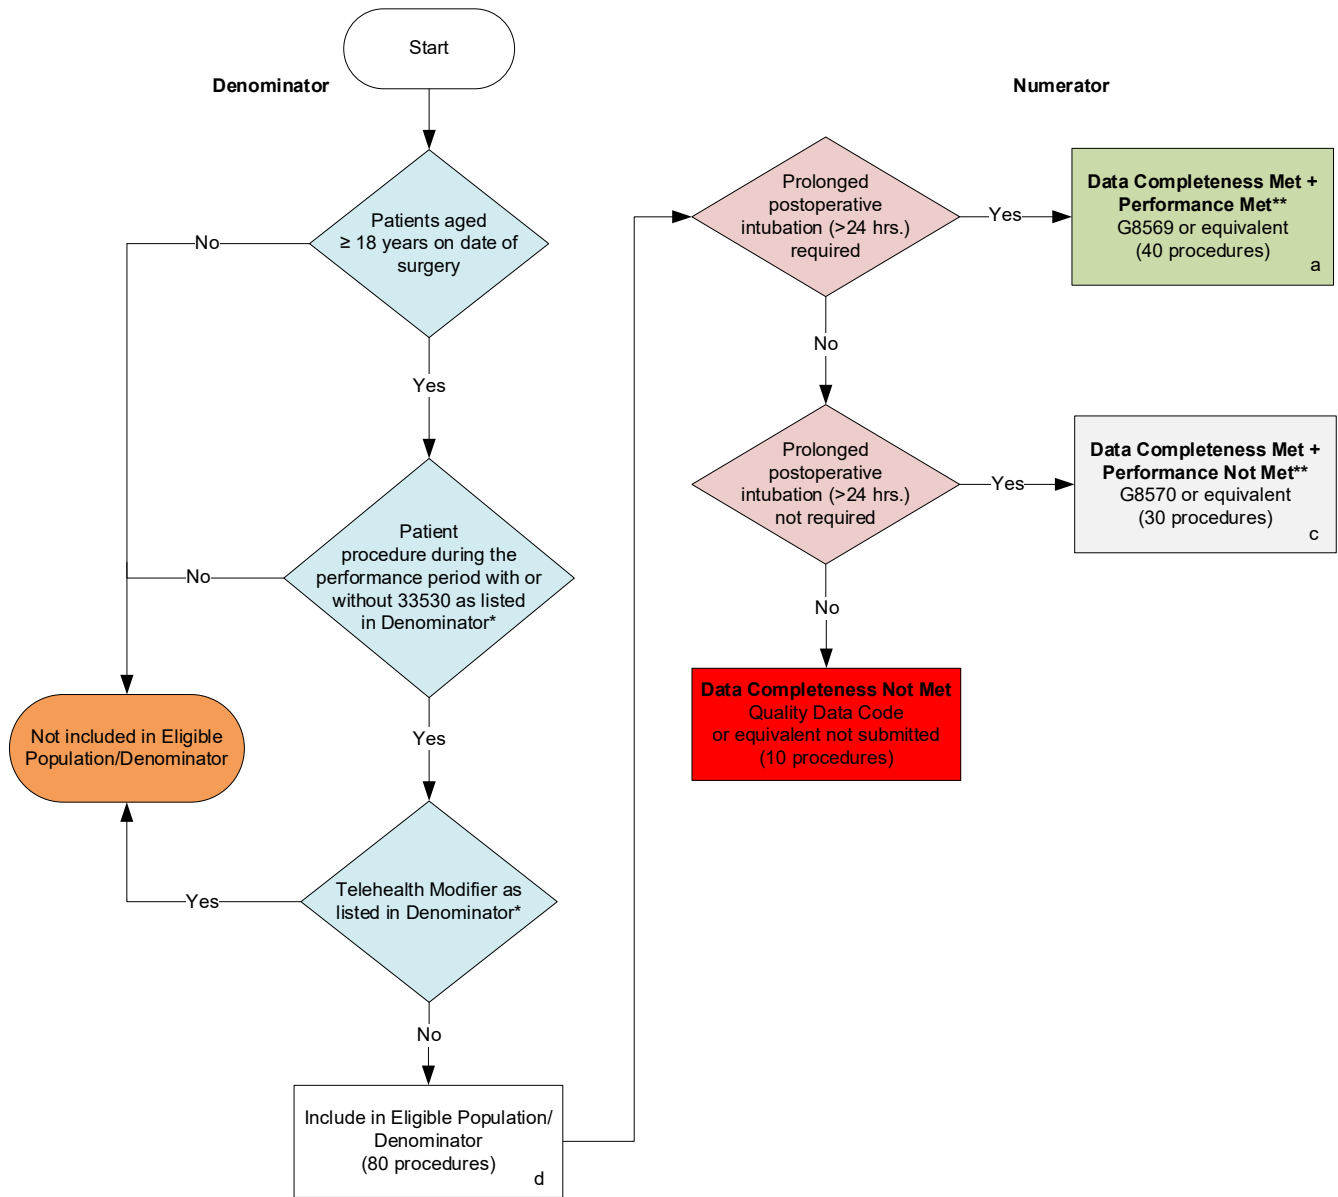 Start
Denominator
Numerator
Patients aged
≥ 18 years on date of
surgery
No
Yes
Patient
procedure during the
performance period with or
without 33530 as listed
in Denominator*
No
Yes
Not included in Eligible
Population/Denominator
Telehealth Modifier as
listed in Denominator*
Yes
No
Include in Eligible Population/
Denominator
(80 procedures)
d
Prolonged
postoperative
intubation (>24 hrs.)
required
Yes
Data Completeness Met +
Performance Met**
G8569 or equivalent
(40 procedures)
a
No
Prolonged
postoperative
intubation (>24 hrs.)
not required
Yes
Data Completeness Met +
Performance Not Met**
G8570 or equivalent
(30 procedures)
c
No
Data Completeness Not Met
Quality Data Code
or equivalent not submitted
(10 procedures)